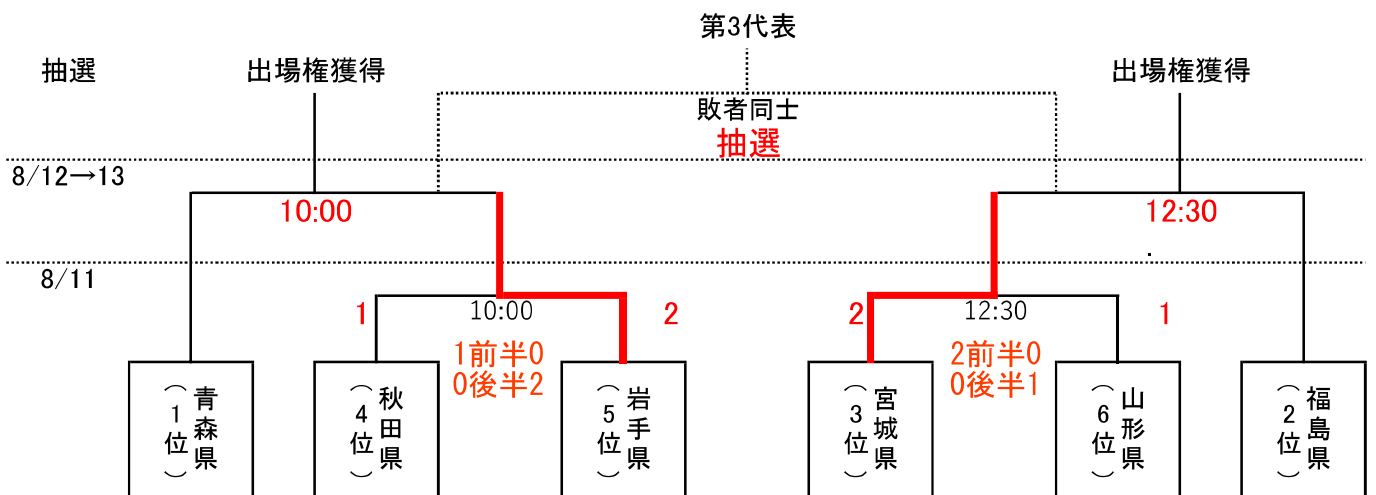 第3代表
抽選
出場権獲得
出場権獲得
敗者同士
抽選
8/12→13
10:00
12:30
8/11
1
10:00
2
2
12:30
1
1前半0
0後半2
2前半0
0後半1
青森県
（1位）
秋田県
（4位）
岩手県
（5位）
宮城県
（3位）
山形県
（6位）
福島県
（2位）